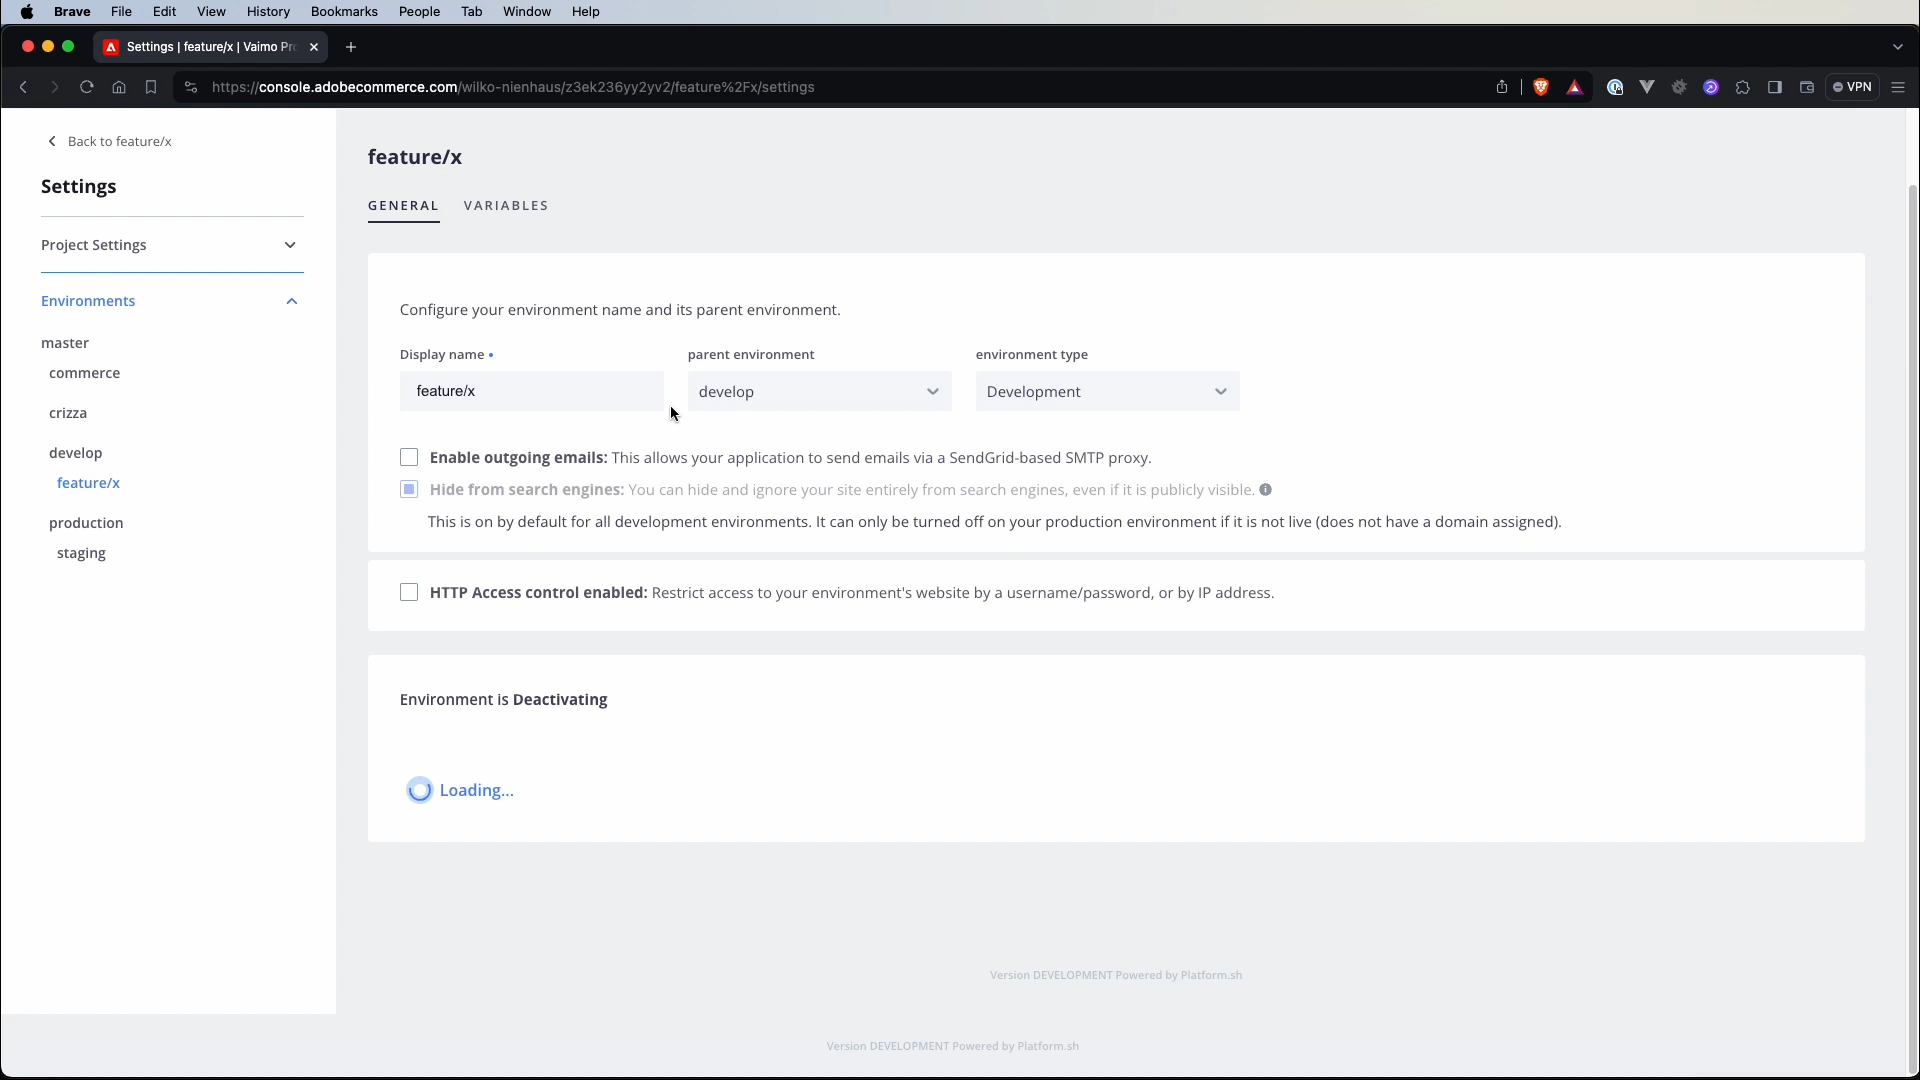 Brave File Edit View History Bookmarks People Tab Window Help
Settings | feature/x | Vaimo Pro
https://console.adobecommerce.com/wilko-nienhaus/z3ek236yy2yv2/feature%2Fx/settings
VPN
Back to feature/x
Settings
Project Settings
Environments
master
commerce
crizza
develop
feature/x
production
staging
feature/x
GENERAL VARIABLES
Configure your environment name and its parent environment.
Display name • parent environment environment type
feature/x develop Development
Enable outgoing emails: This allows your application to send emails via a SendGrid-based SMTP proxy.
Hide from search engines: You can hide and ignore your site entirely from search engines, even if it is publicly visible.
This is on by default for all development environments. It can only be turned off on your production environment if it is not live (does not have a domain assigned).
HTTP Access control enabled: Restrict access to your environment's website by a username/password, or by IP address.
Environment is Deactivating
Loading...
Version DEVELOPMENT Powered by Platform.sh
Version DEVELOPMENT Powered by Platform.sh